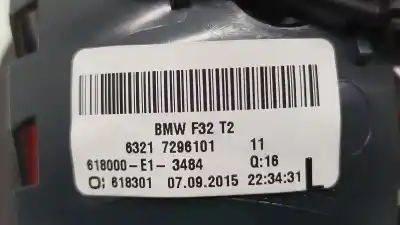 BMW F32 T2
6321 7296101 11
618000-E1-3484 Q:16
O: 618301 07.09.2015 22:34:31 L